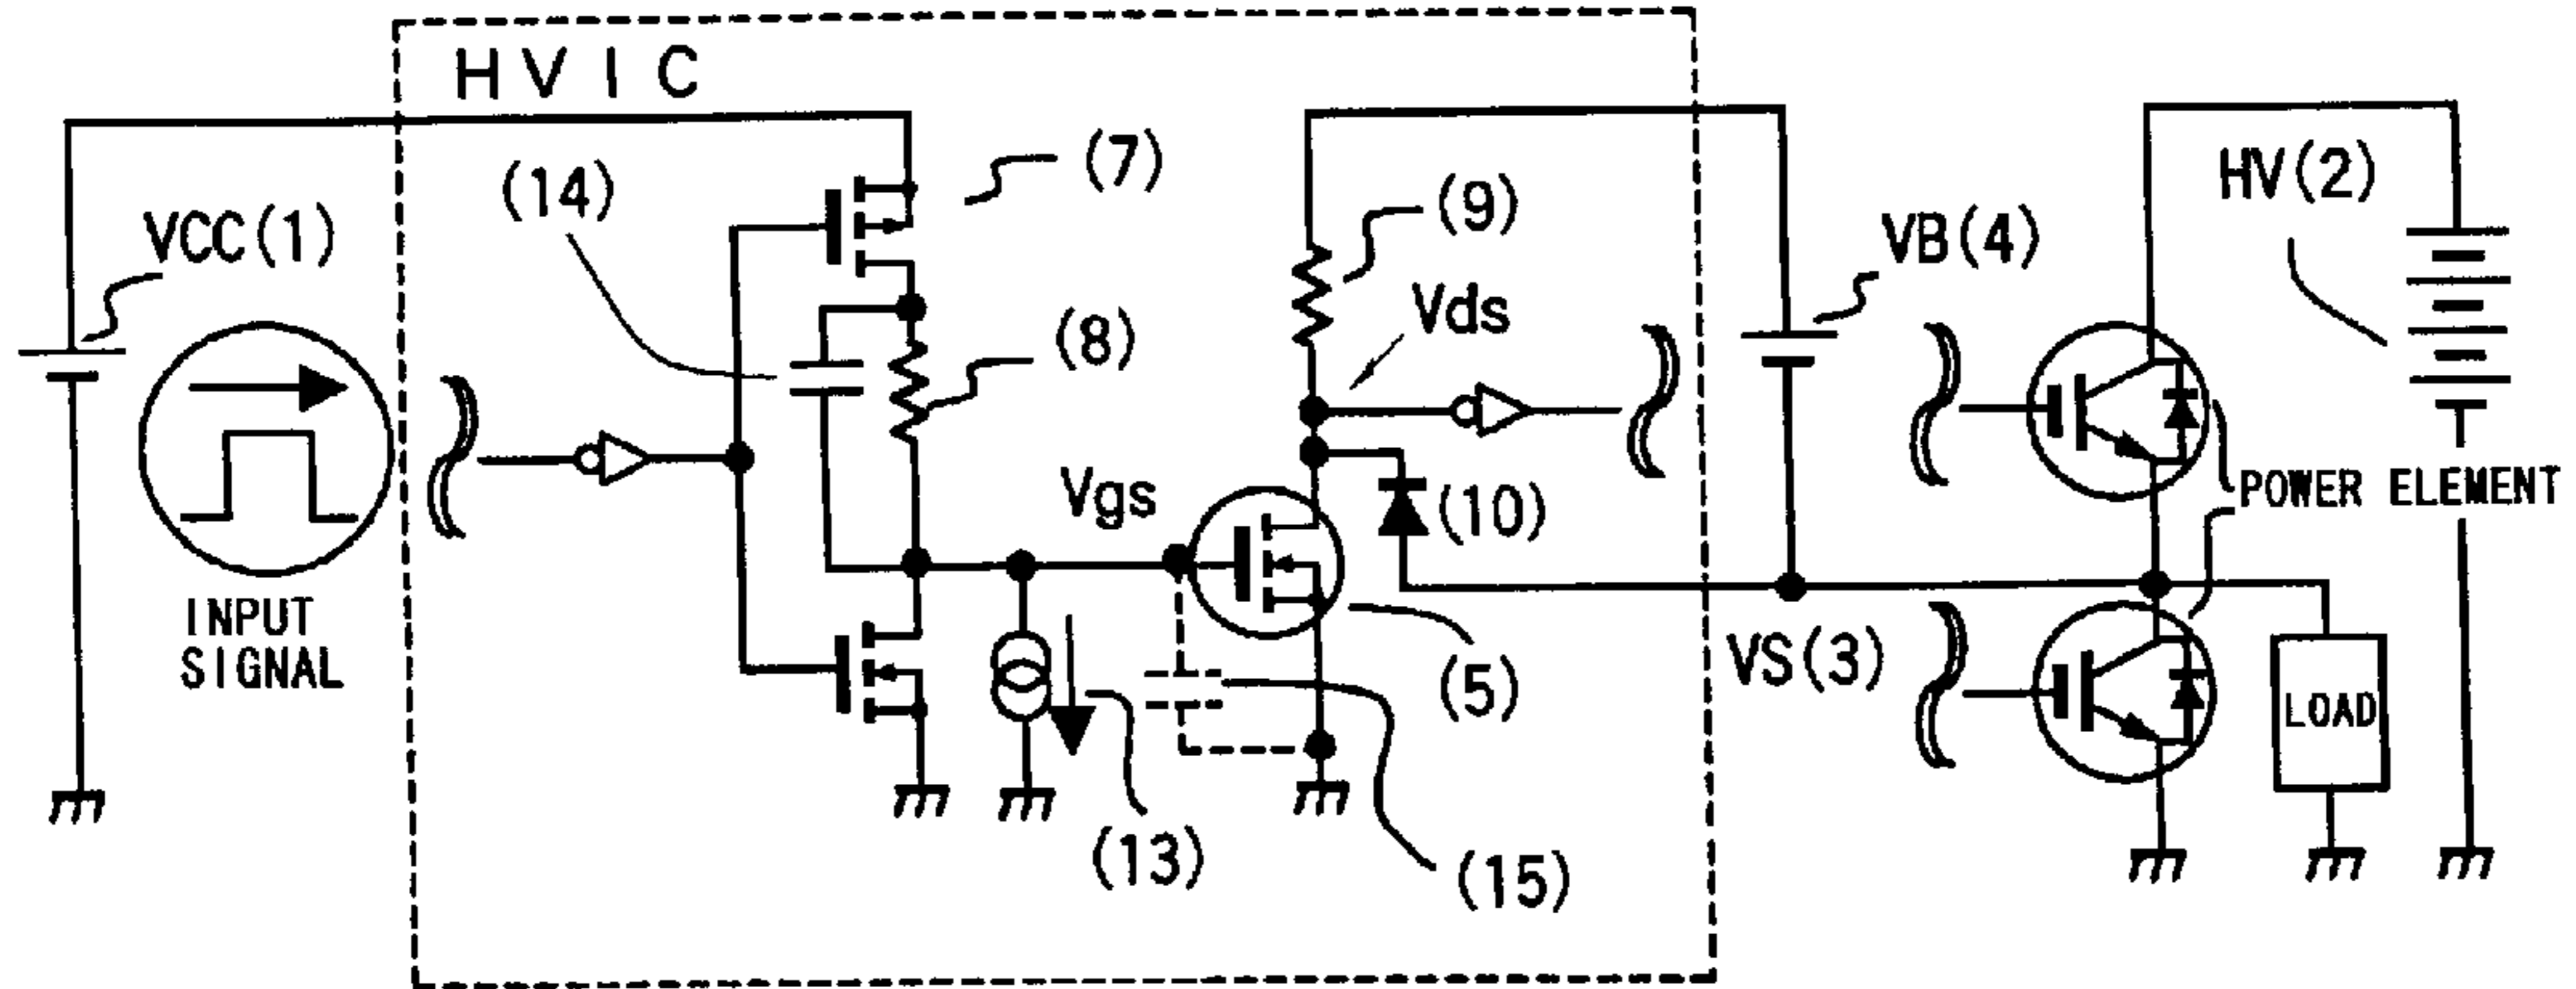 H V I C
(7)
(14)
VCC(1)
(9)
HV(2)
VB(4)
Vds
(8)
Vgs
(10)
POWER ELEMENT
INPUT
SIGNAL
VS(3)
(5)
LOAD
(13)
(15)